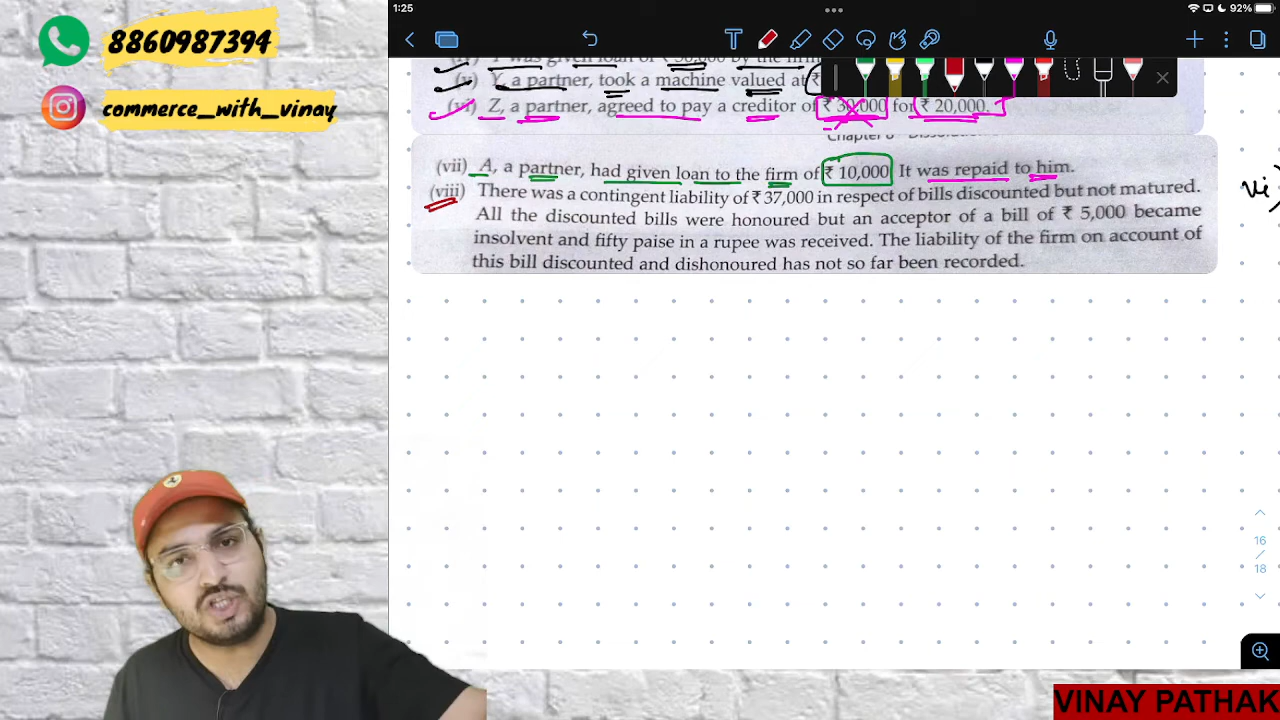 8860987394
commerce_with_vinay
1:25
92%
T
(v) Y, a partner, took a machine valued at ₹
(vi) Z, a partner, agreed to pay a creditor of ₹ 30,000 for ₹ 20,000.
(vii) A, a partner, had given loan to the firm of ₹ 10,000 It was repaid to him.
(viii) There was a contingent liability of ₹ 37,000 in respect of bills discounted but not matured.
All the discounted bills were honoured but an acceptor of a bill of ₹ 5,000 became
insolvent and fifty paise in a rupee was received. The liability of the firm on account of
this bill discounted and dishonoured has not so far been recorded.
vi)
16
/
18
VINAY PATHAK